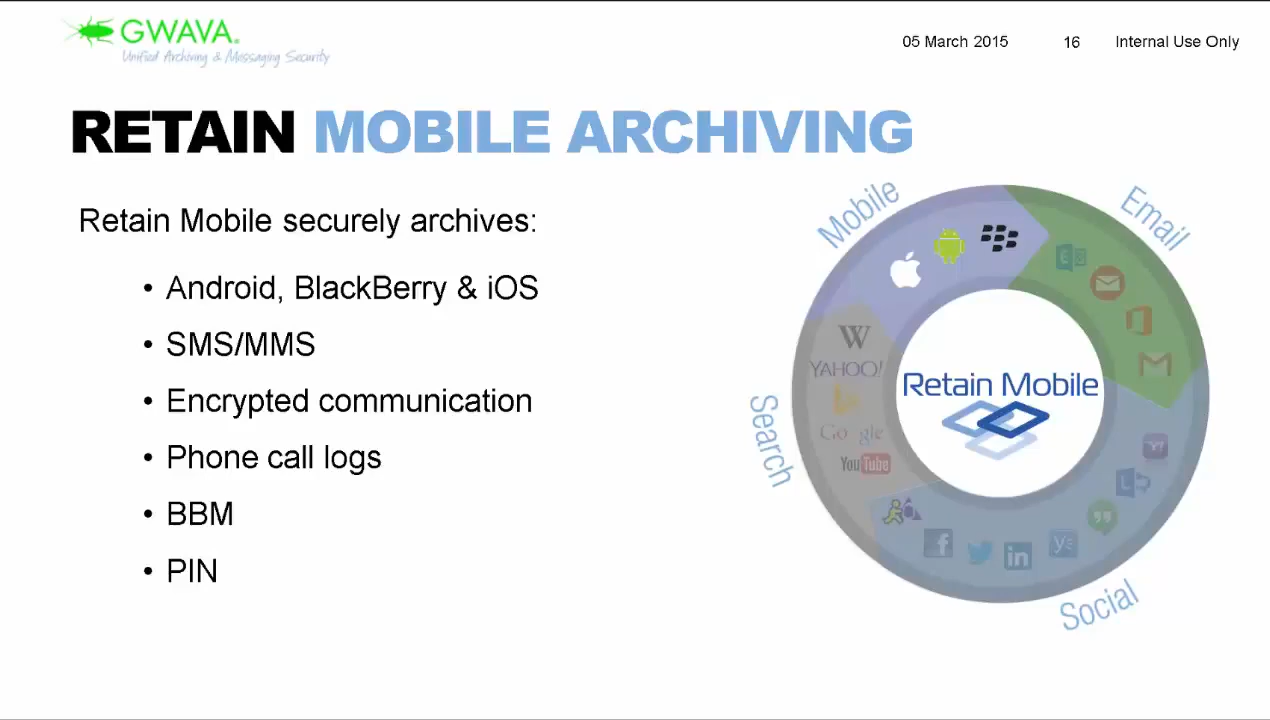 GWAVA®
Unified Archiving & Messaging Security
05 March 2015 16 Internal Use Only
RETAIN MOBILE ARCHIVING
Retain Mobile securely archives:
• Android, BlackBerry & iOS
• SMS/MMS
• Encrypted communication
• Phone call logs
• BBM
• PIN
Mobile
Email
Search
Social
W
YAHOO!
Google
YouTube
Retain Mobile
Y!
L
f
in
y